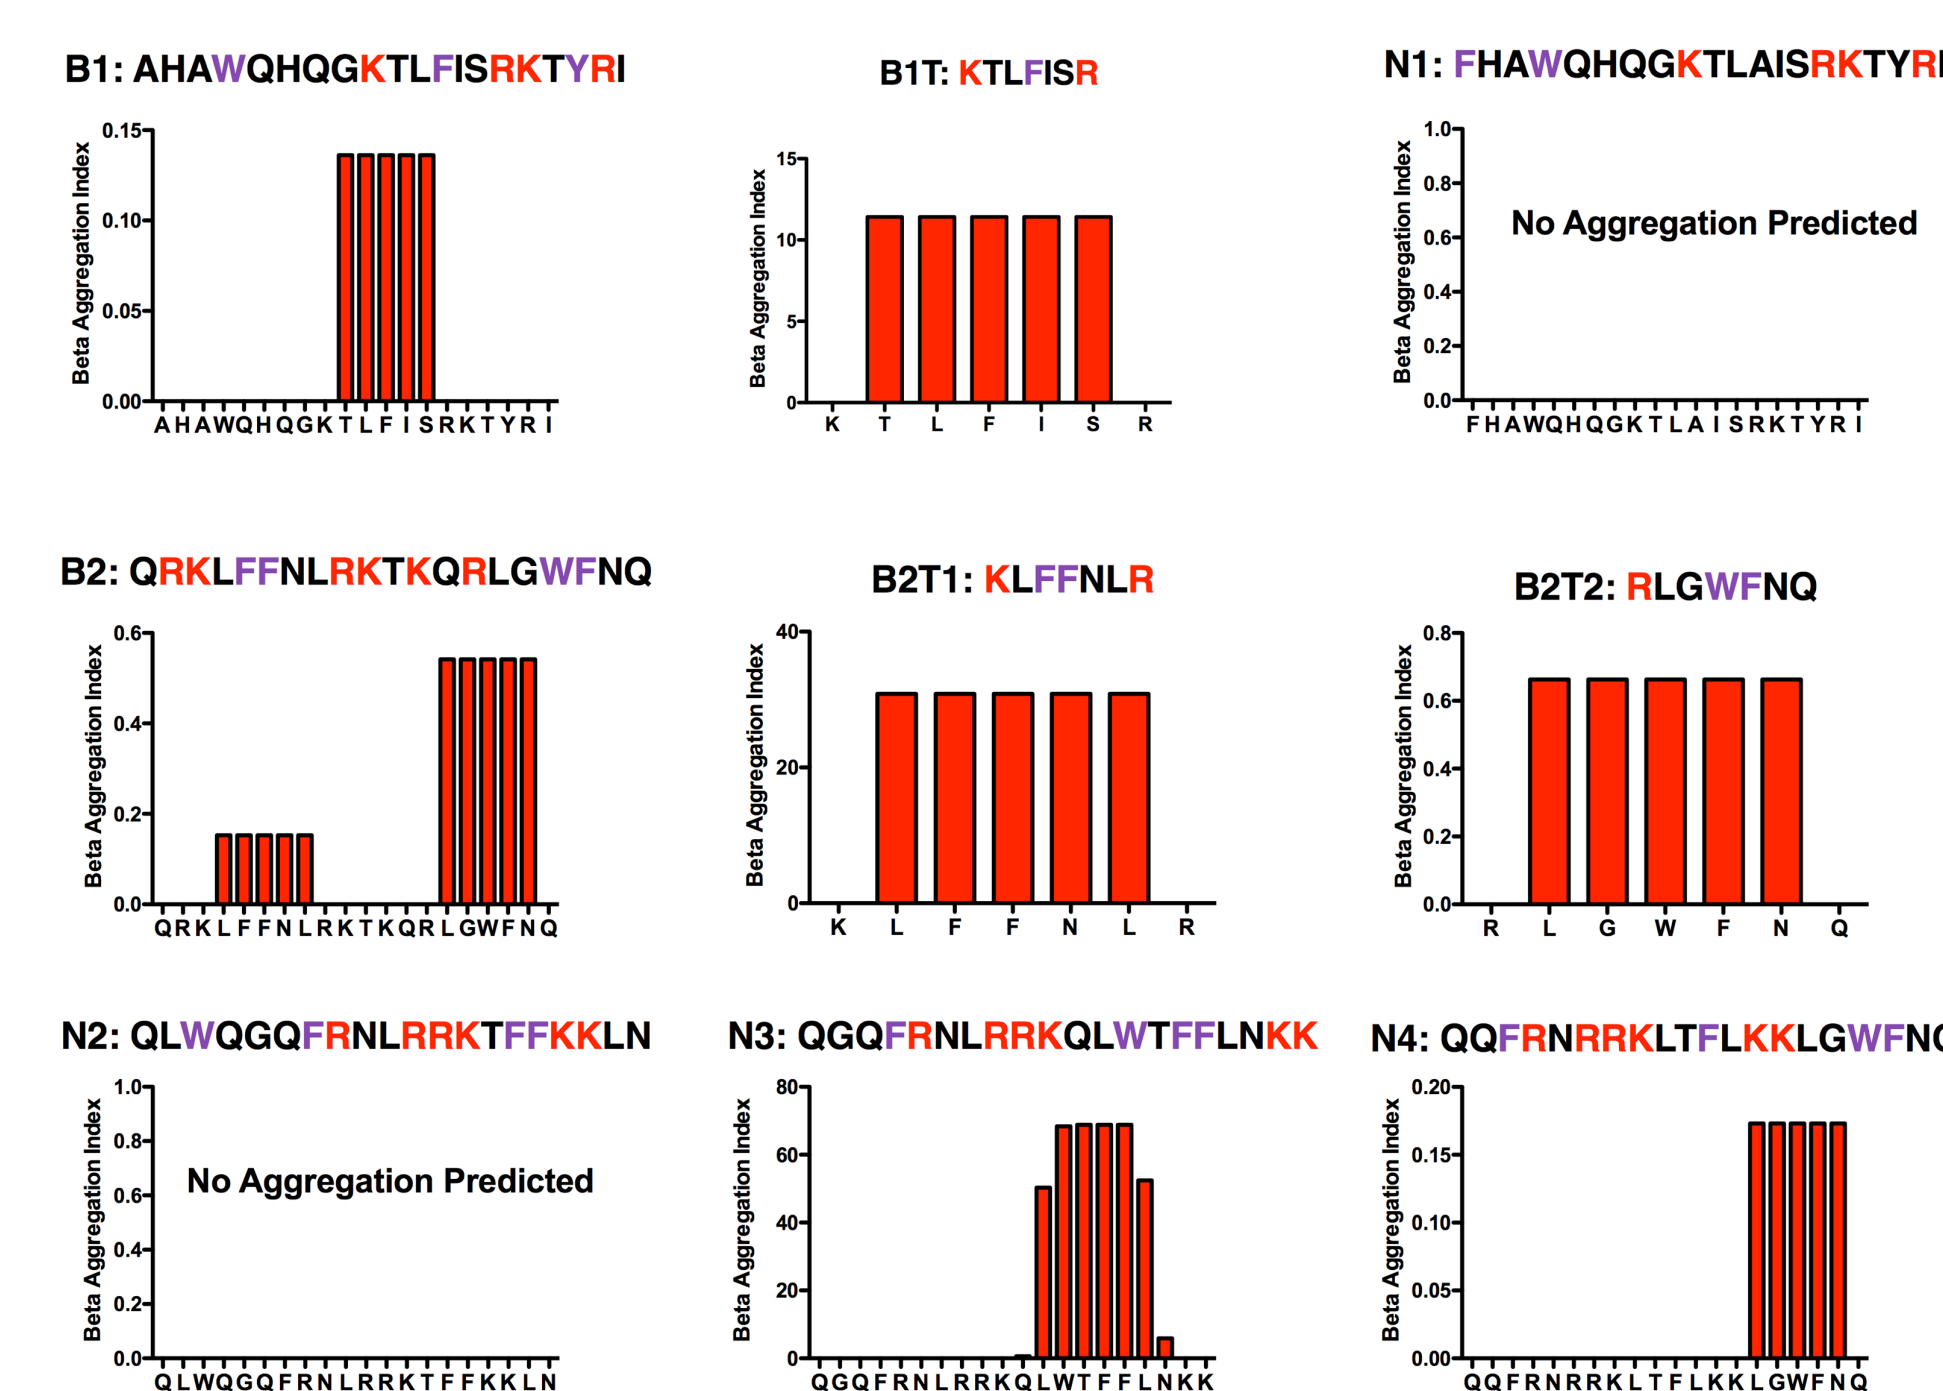 B1: AHAWQHQGKTLFISRKTYRI
Beta Aggregation Index
0.15
0.10
0.05
0.00
A H A W Q H Q G K T L F I S R K T Y R I
B1T: KTLFISR
Beta Aggregation Index
15
10
5
0
K T L F I S R
N1: FHAWQHQGKTLAISRKTYR
Beta Aggregation Index
1.0
0.8
0.6
0.4
0.2
0.0
No Aggregation Predicted
F H A W Q H Q G K T L A I S R K T Y R I
B2: QRKLFFNLRKTKQRLGWFNQ
Beta Aggregation Index
0.6
0.4
0.2
0.0
Q R K L F F N L R K T K Q R L G W F N Q
B2T1: KLFFNLR
Beta Aggregation Index
40
20
0
K L F F N L R
B2T2: RLGWFNQ
Beta Aggregation Index
0.8
0.6
0.4
0.2
0.0
R L G W F N Q
N2: QLWQGQFRNLRRKTFFKKLN
Beta Aggregation Index
1.0
0.8
0.6
0.4
0.2
0.0
No Aggregation Predicted
Q L W Q G Q F R N L R R K T F F K K L N
N3: QGQFRNLRRKQLWTFFLNKK
Beta Aggregation Index
80
60
40
20
0
Q G Q F R N L R R K Q L W T F F L N K K
N4: QQFRNRRKLTFLKKLGWFN
Beta Aggregation Index
0.20
0.15
0.10
0.05
0.00
Q Q F R N R R K L T F L K K L G W F N Q